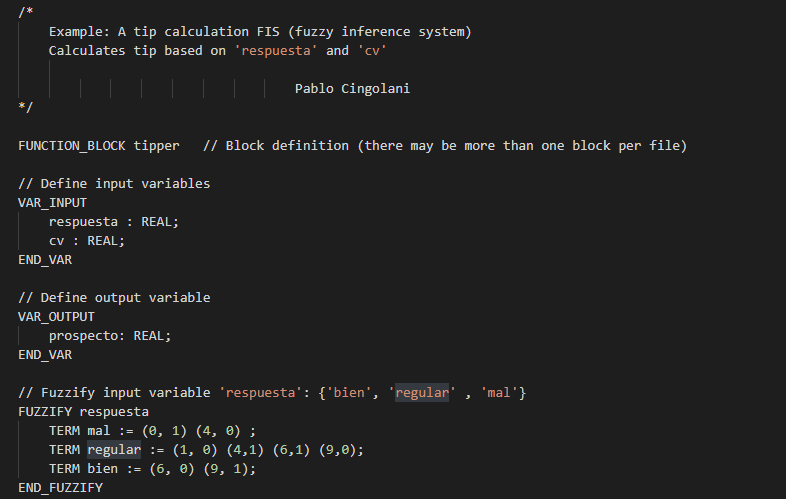 /*
Example: A tip calculation FIS (fuzzy inference system)
Calculates tip based on 'respuesta' and 'cv'
Pablo Cingolani
*/
FUNCTION_BLOCK tipper // Block definition (there may be more than one block per file)
// Define input variables
VAR_INPUT
respuesta : REAL;
cv : REAL;
END_VAR
// Define output variable
VAR_OUTPUT
prospecto: REAL;
END_VAR
// Fuzzify input variable 'respuesta': {'bien', 'regular' , 'mal'}
FUZZIFY respuesta
TERM mal := (0, 1) (4, 0) ;
TERM regular := (1, 0) (4,1) (6,1) (9,0);
TERM bien := (6, 0) (9, 1);
END_FUZZIFY